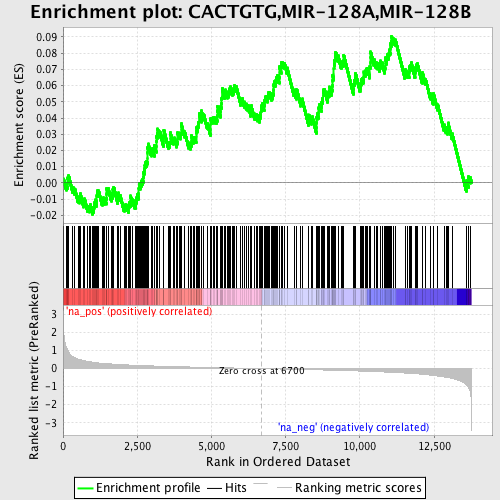 Enrichment plot: CACTGTG,MIR-128A,MIR-128B
Enrichment score (ES)
0.09
0.08
0.07
0.06
0.05
0.04
0.03
0.02
0.01
0.00
-0.01
-0.02
'na_pos' (positively correlated)
Ranked list metric (PreRanked)
3
2
1
0
-1
-2
-3
Zero cross at 6700
'na_neg' (negatively correlated)
0
2,500
5,000
7,500
10,000
12,500
Rank in Ordered Dataset
Enrichment profile
Hits
Ranking metric scores